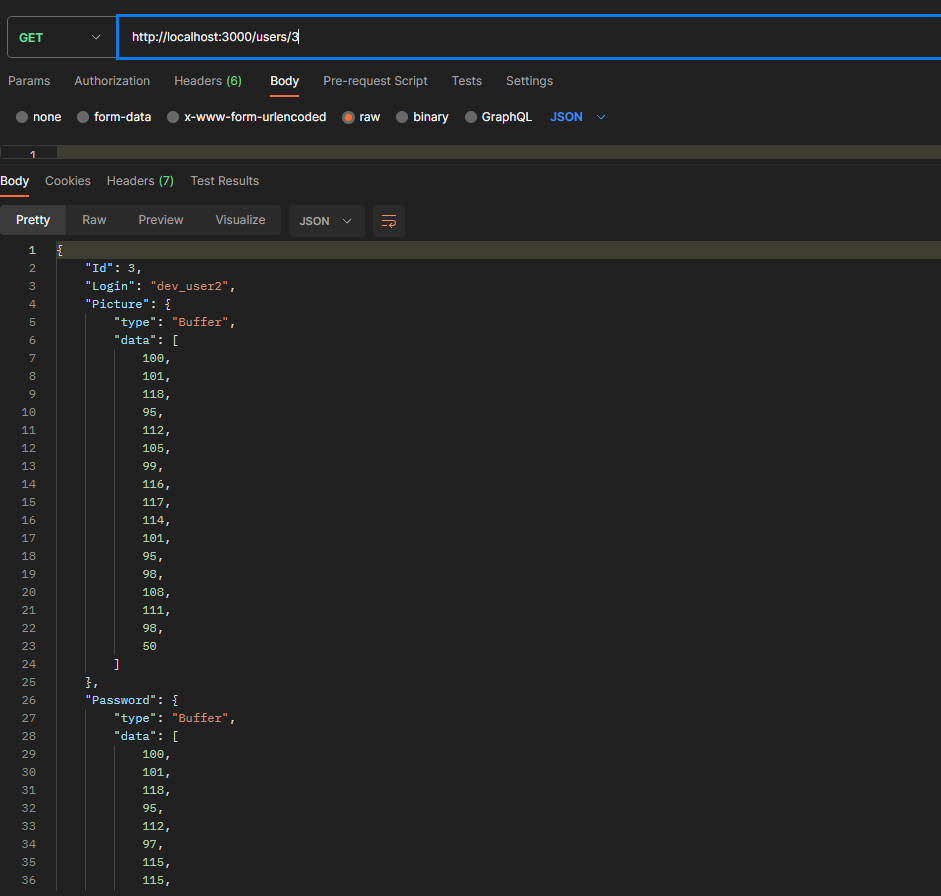 GET http://localhost:3000/users/3
Params Authorization Headers (6) Body Pre-request Script Tests Settings
none form-data x-www-form-urlencoded raw binary GraphQL JSON
1
Body Cookies Headers (7) Test Results
Pretty Raw Preview Visualize JSON
1 {
2 "Id": 3,
3 "Login": "dev_user2",
4 "Picture": {
5 "type": "Buffer",
6 "data": [
7 100,
8 101,
9 118,
10 95,
11 112,
12 105,
13 99,
14 116,
15 117,
16 114,
17 101,
18 95,
19 98,
20 108,
21 111,
22 98,
23 50
24 ]
25 },
26 "Password": {
27 "type": "Buffer",
28 "data": [
29 100,
30 101,
31 118,
32 95,
33 112,
34 97,
35 115,
36 115,